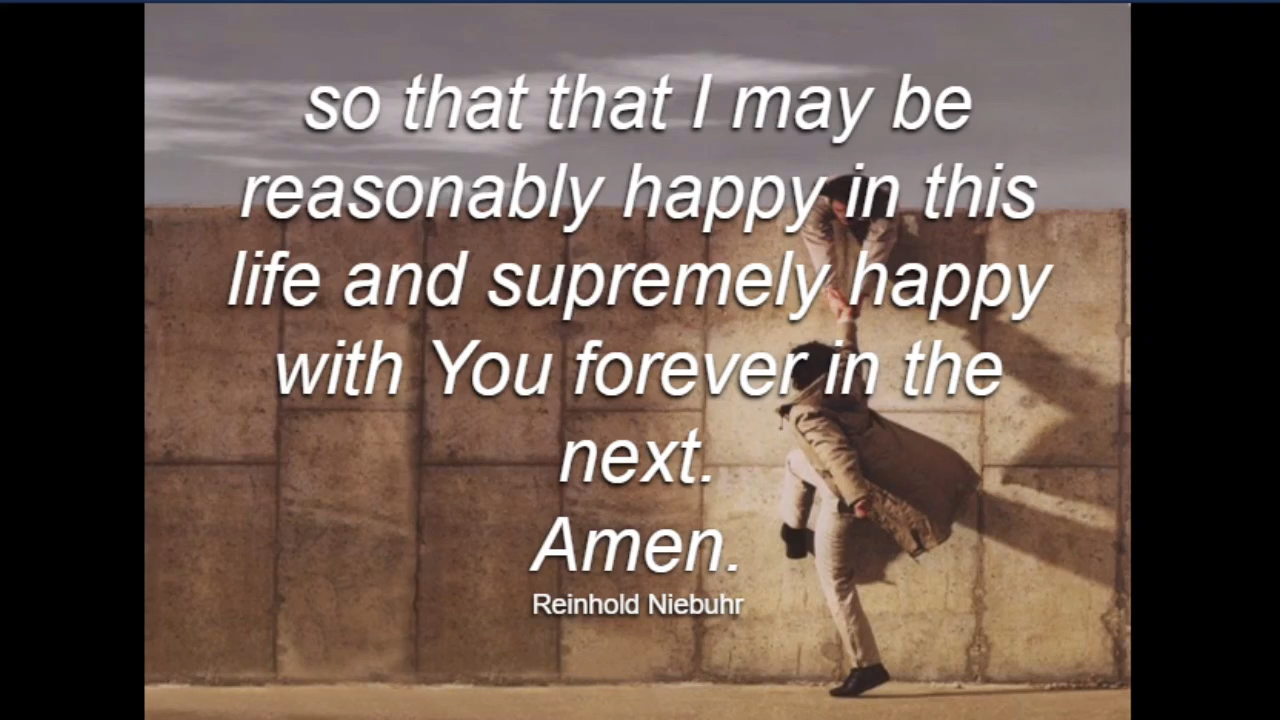 so that that I may be
reasonably happy in this
life and supremely happy
with You forever in the
next.
Amen.
Reinhold Niebuhr